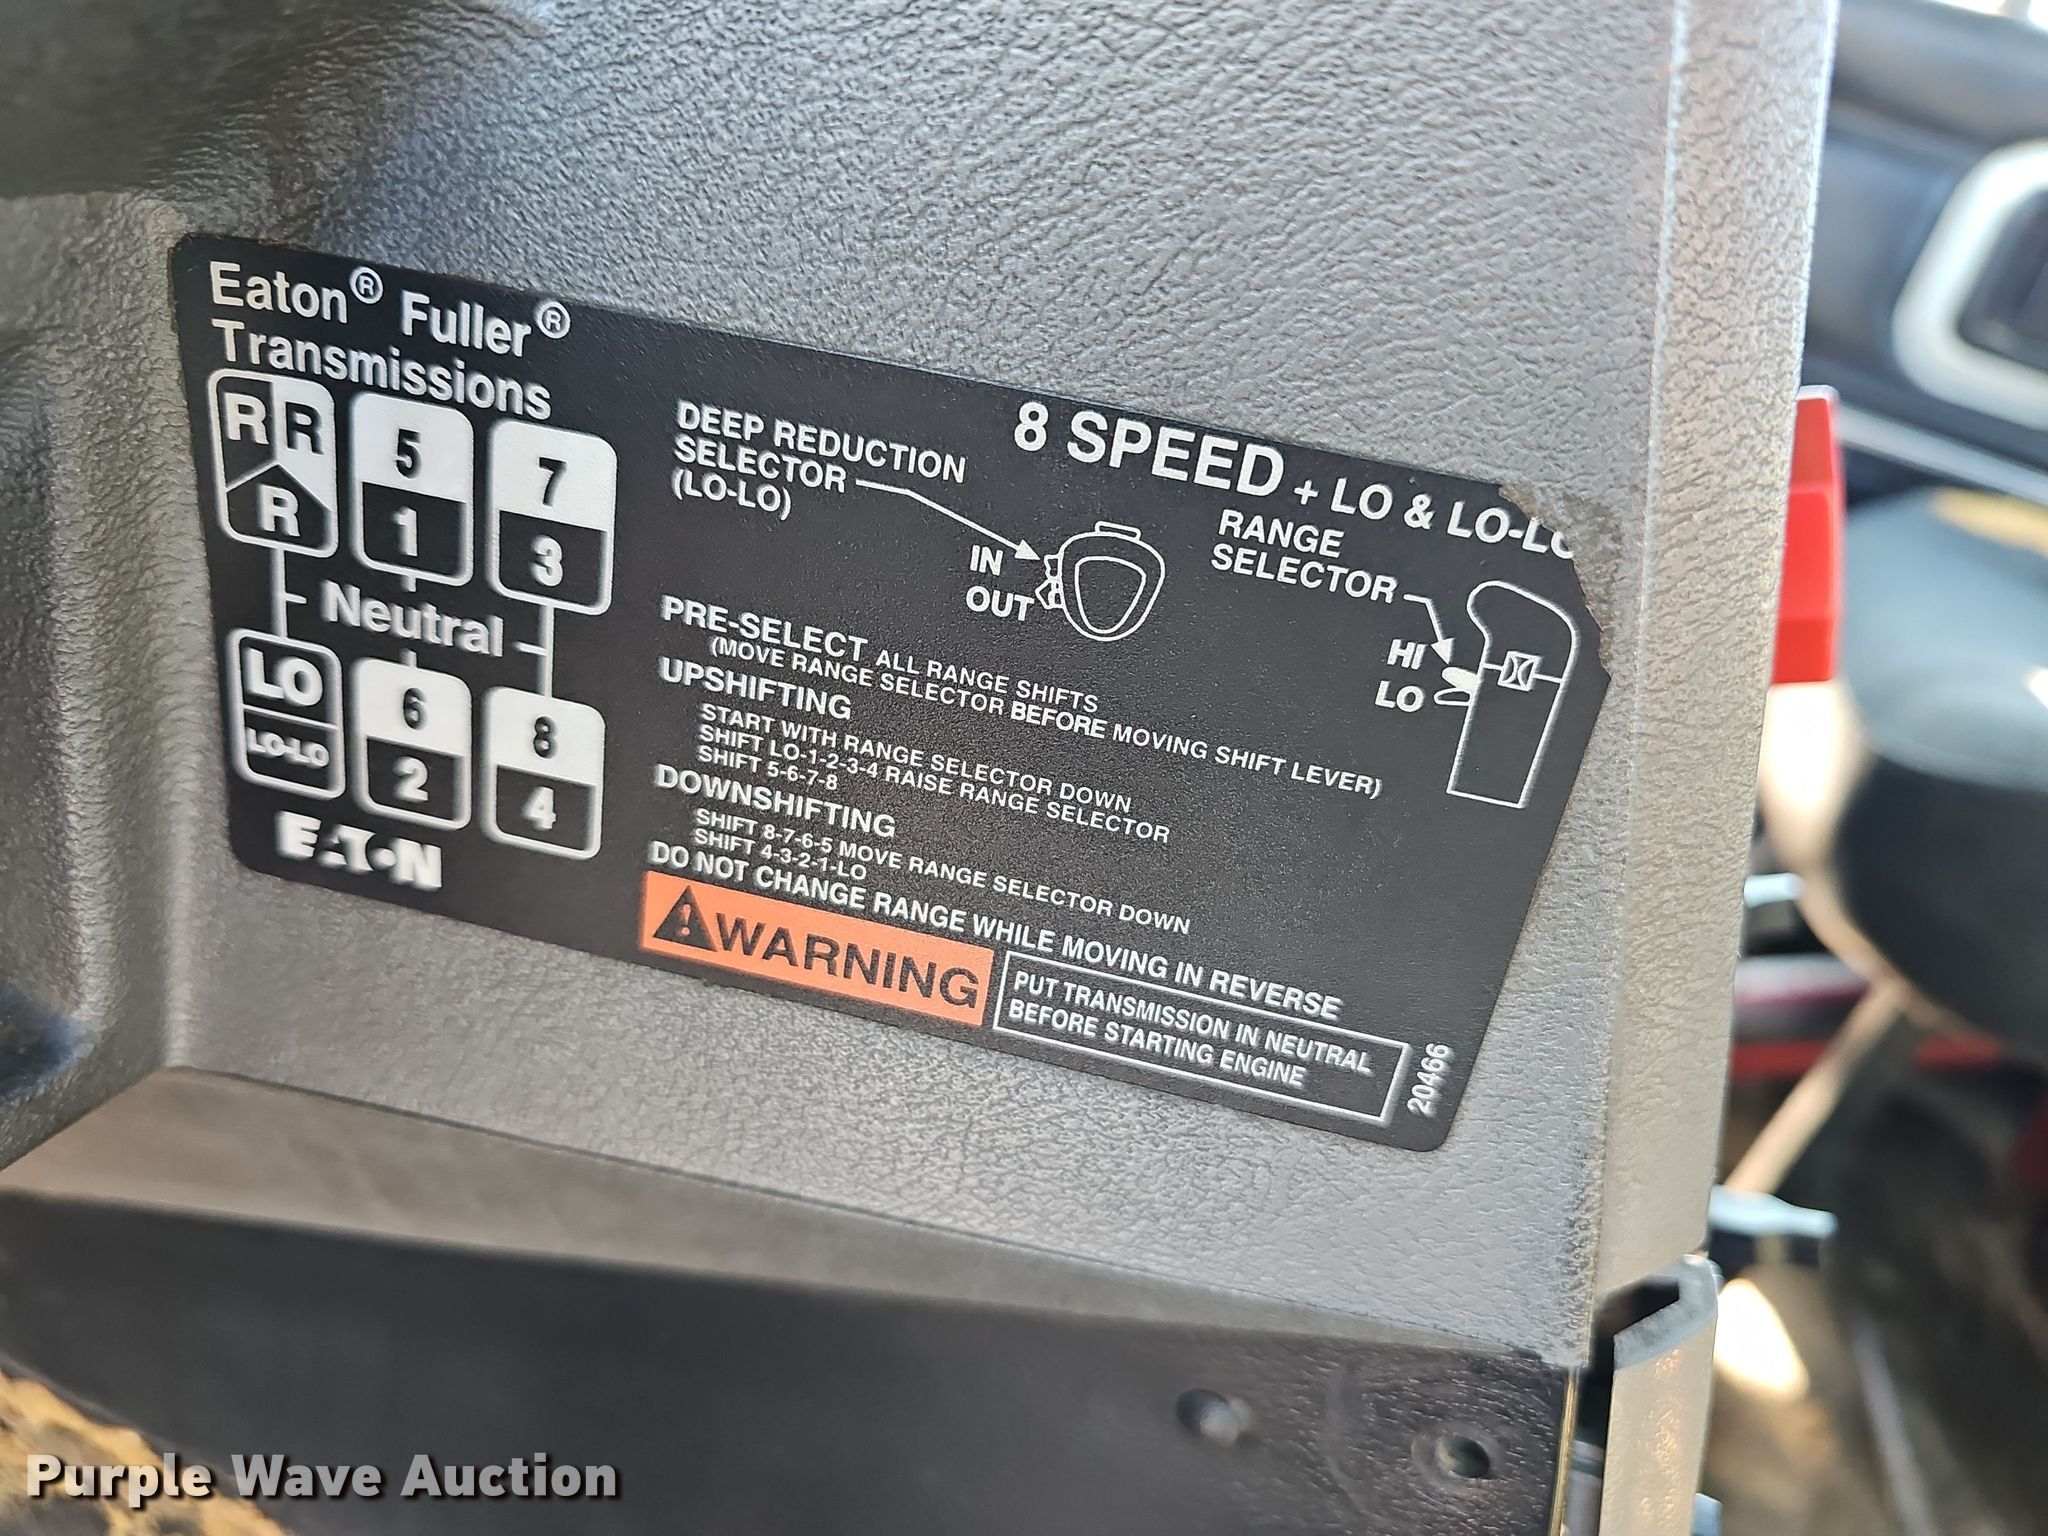 Eaton® Fuller®
Transmissions
R R 5 7
R 1 3
Neutral
LO 6 8
LO-LO 2 4
EATON
8 SPEED + LO & LO-LO
DEEP REDUCTION
SELECTOR
(LO-LO)
IN
OUT
RANGE
SELECTOR
HI
LO
PRE-SELECT ALL RANGE SHIFTS
(MOVE RANGE SELECTOR BEFORE MOVING SHIFT LEVER)
UPSHIFTING
START WITH RANGE SELECTOR DOWN
SHIFT LO-1-2-3-4 RAISE RANGE SELECTOR
SHIFT 5-6-7-8
DOWNSHIFTING
SHIFT 8-7-6-5 MOVE RANGE SELECTOR DOWN
SHIFT 4-3-2-1-LO
DO NOT CHANGE RANGE WHILE MOVING IN REVERSE
WARNING
PUT TRANSMISSION IN NEUTRAL
BEFORE STARTING ENGINE
20466
Purple Wave Auction